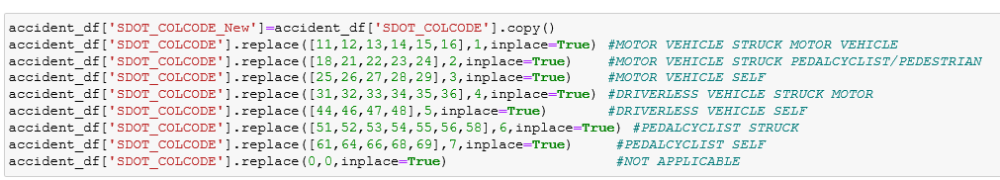 accident_df['SDOT_COLCODE_New']=accident_df['SDOT_COLCODE'].copy()
accident_df['SDOT_COLCODE'].replace([11,12,13,14,15,16],1,inplace=True) #MOTOR VEHICLE STRUCK MOTOR VEHICLE
accident_df['SDOT_COLCODE'].replace([18,21,22,23,24],2,inplace=True) #MOTOR VEHICLE STRUCK PEDALCYCLIST/PEDESTRIAN
accident_df['SDOT_COLCODE'].replace([25,26,27,28,29],3,inplace=True) #MOTOR VEHICLE SELF
accident_df['SDOT_COLCODE'].replace([31,32,33,34,35,36],4,inplace=True) #DRIVERLESS VEHICLE STRUCK MOTOR
accident_df['SDOT_COLCODE'].replace([44,46,47,48],5,inplace=True) #DRIVERLESS VEHICLE SELF
accident_df['SDOT_COLCODE'].replace([51,52,53,54,55,56,58],6,inplace=True) #PEDALCYCLIST STRUCK
accident_df['SDOT_COLCODE'].replace([61,64,66,68,69],7,inplace=True) #PEDALCYCLIST SELF
accident_df['SDOT_COLCODE'].replace(0,0,inplace=True) #NOT APPLICABLE